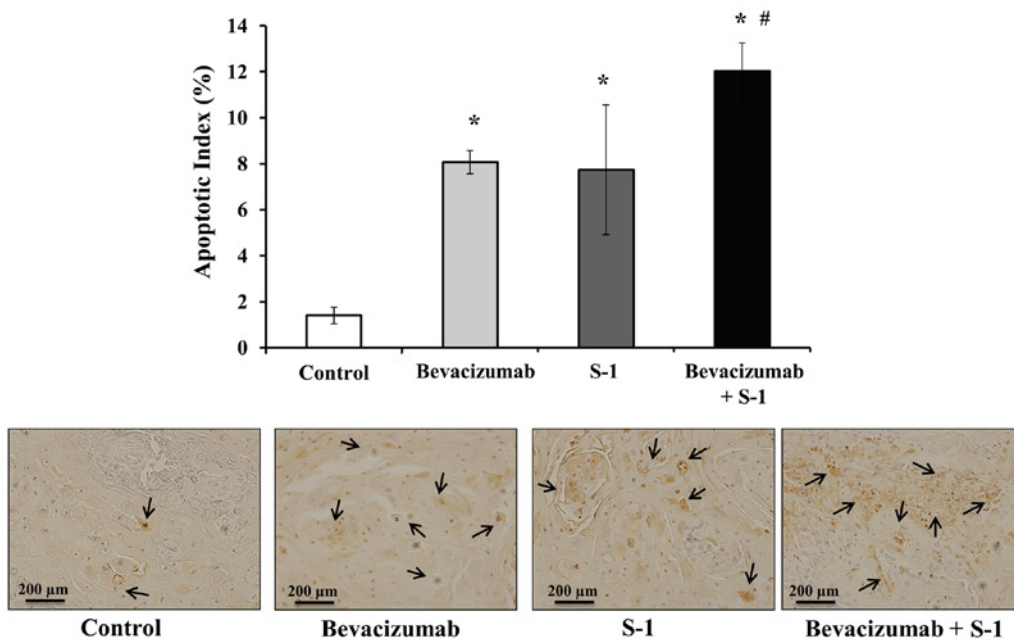 14
12
10
8
6
4
2
0
Apoptotic Index (%)
*
*
* #
Control
Bevacizumab
S-1
Bevacizumab
+ S-1
200 µm
200 µm
200 µm
200 µm
Control
Bevacizumab
S-1
Bevacizumab + S-1